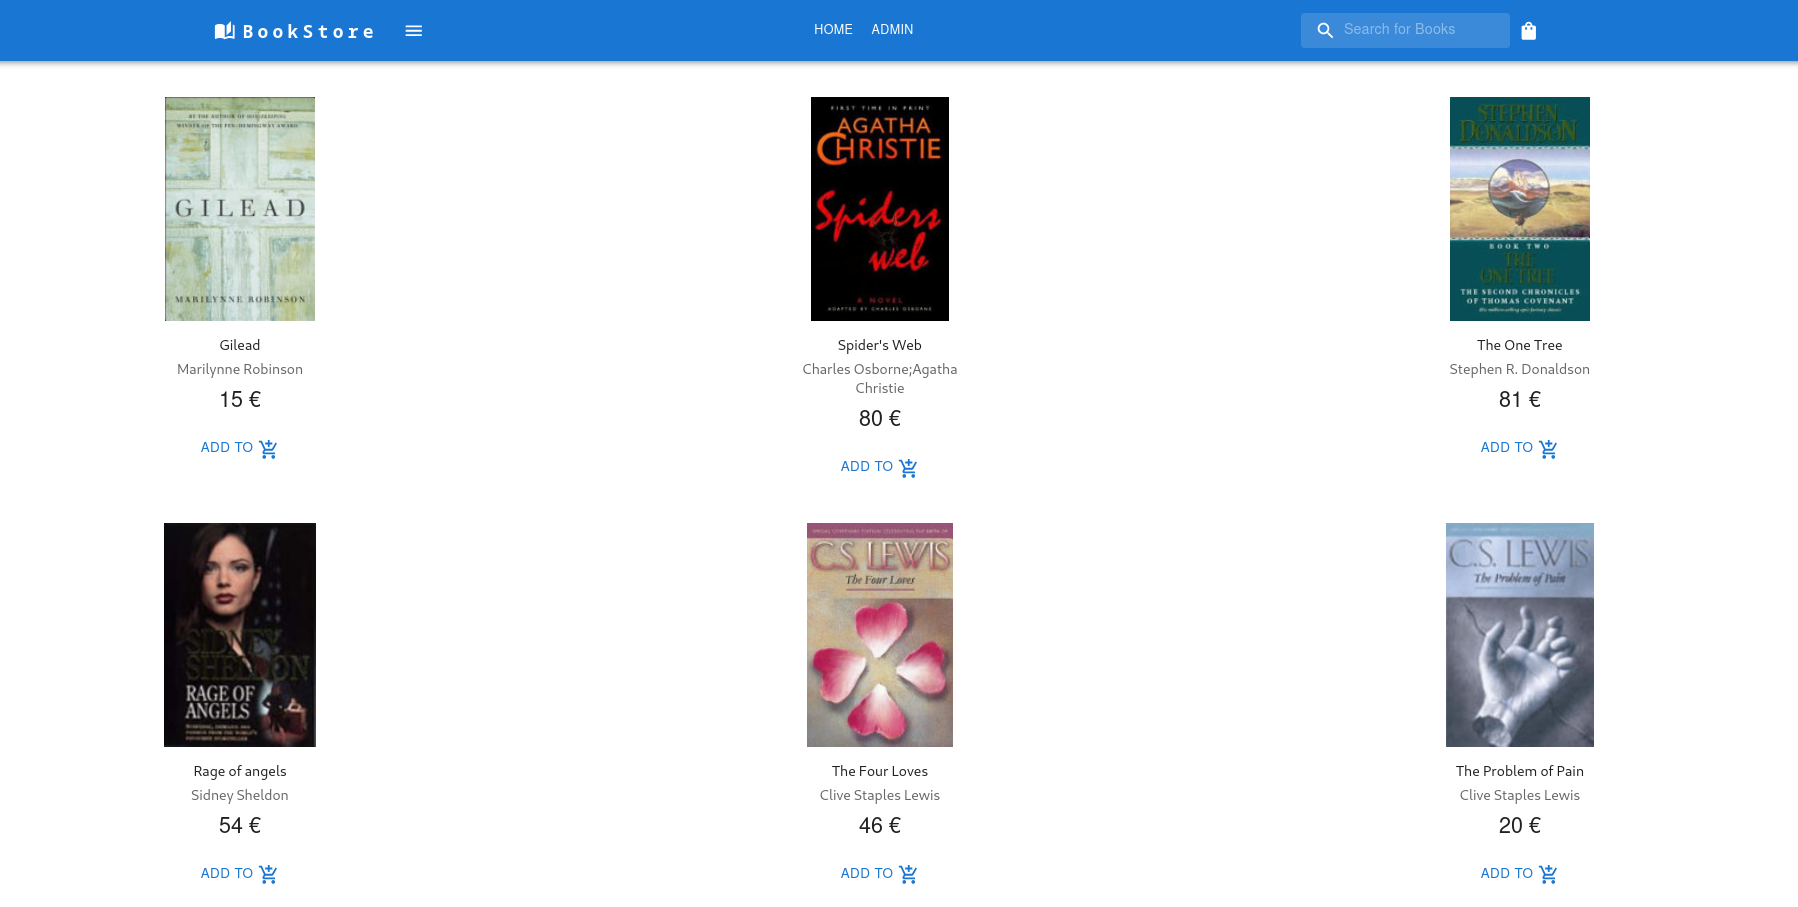 BookStore
HOME ADMIN
Search for Books
BY THE AUTHOR OF HOUSEKEEPING
WINNER OF THE PEN/HEMINGWAY AWARD
GILEAD
MARILYNNE ROBINSON
Gilead
Marilynne Robinson
15 €
ADD TO
FIRST TIME IN PRINT
AGATHA
CHRISTIE
Spiders
web
A NOVEL
ADAPTED BY CHARLES OSBORNE
Spider's Web
Charles Osborne;Agatha
Christie
80 €
ADD TO
STEPHEN
DONALDSON
BOOK TWO
THE
ONE TREE
THE SECOND CHRONICLES
OF THOMAS COVENANT
The One Tree
Stephen R. Donaldson
81 €
ADD TO
SIDNEY
SHELDON
RAGE OF
ANGELS
Rage of angels
Sidney Sheldon
54 €
ADD TO
C.S. LEWIS
The Four Loves
The Four Loves
Clive Staples Lewis
46 €
ADD TO
C.S. LEWIS
The Problem of Pain
The Problem of Pain
Clive Staples Lewis
20 €
ADD TO